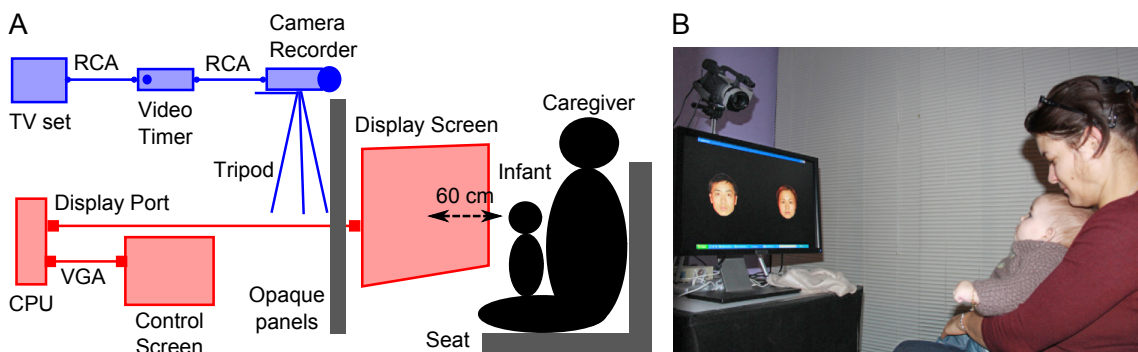 A
B
RCA
RCA
Camera
Recorder
TV set
Video
Timer
Tripod
Display Screen
Caregiver
Infant
60 cm
Display Port
VGA
CPU
Control
Screen
Opaque
panels
Seat